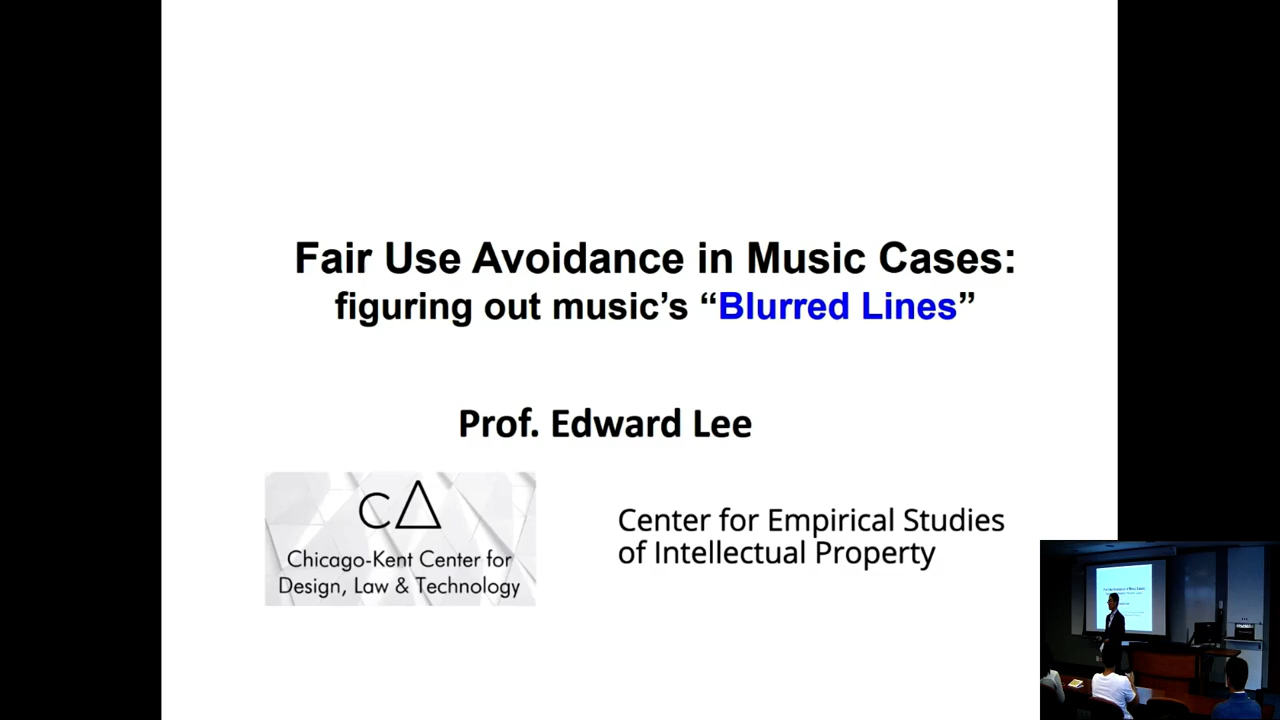 Fair Use Avoidance in Music Cases:
figuring out music’s “Blurred Lines”
Prof. Edward Lee
CΔ
Chicago-Kent Center for
Design, Law & Technology
Center for Empirical Studies
of Intellectual Property